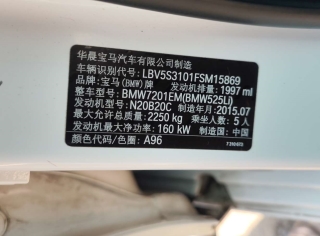 华晨宝马汽车有限公司制造
车辆识别代号: LBV5S3101FSM15869
品牌: 宝马(BMW)牌 发动机排量: 1997 ml
整车型号: BMW7201EM(BMW525Li)
发动机型号: N20B20C 制造年月: 2015.07
最大允许总质量: 2250 kg 乘坐人数: 5 人
发动机最大净功率: 160 kW 制造国: 中国
颜色代码/色圈: A96